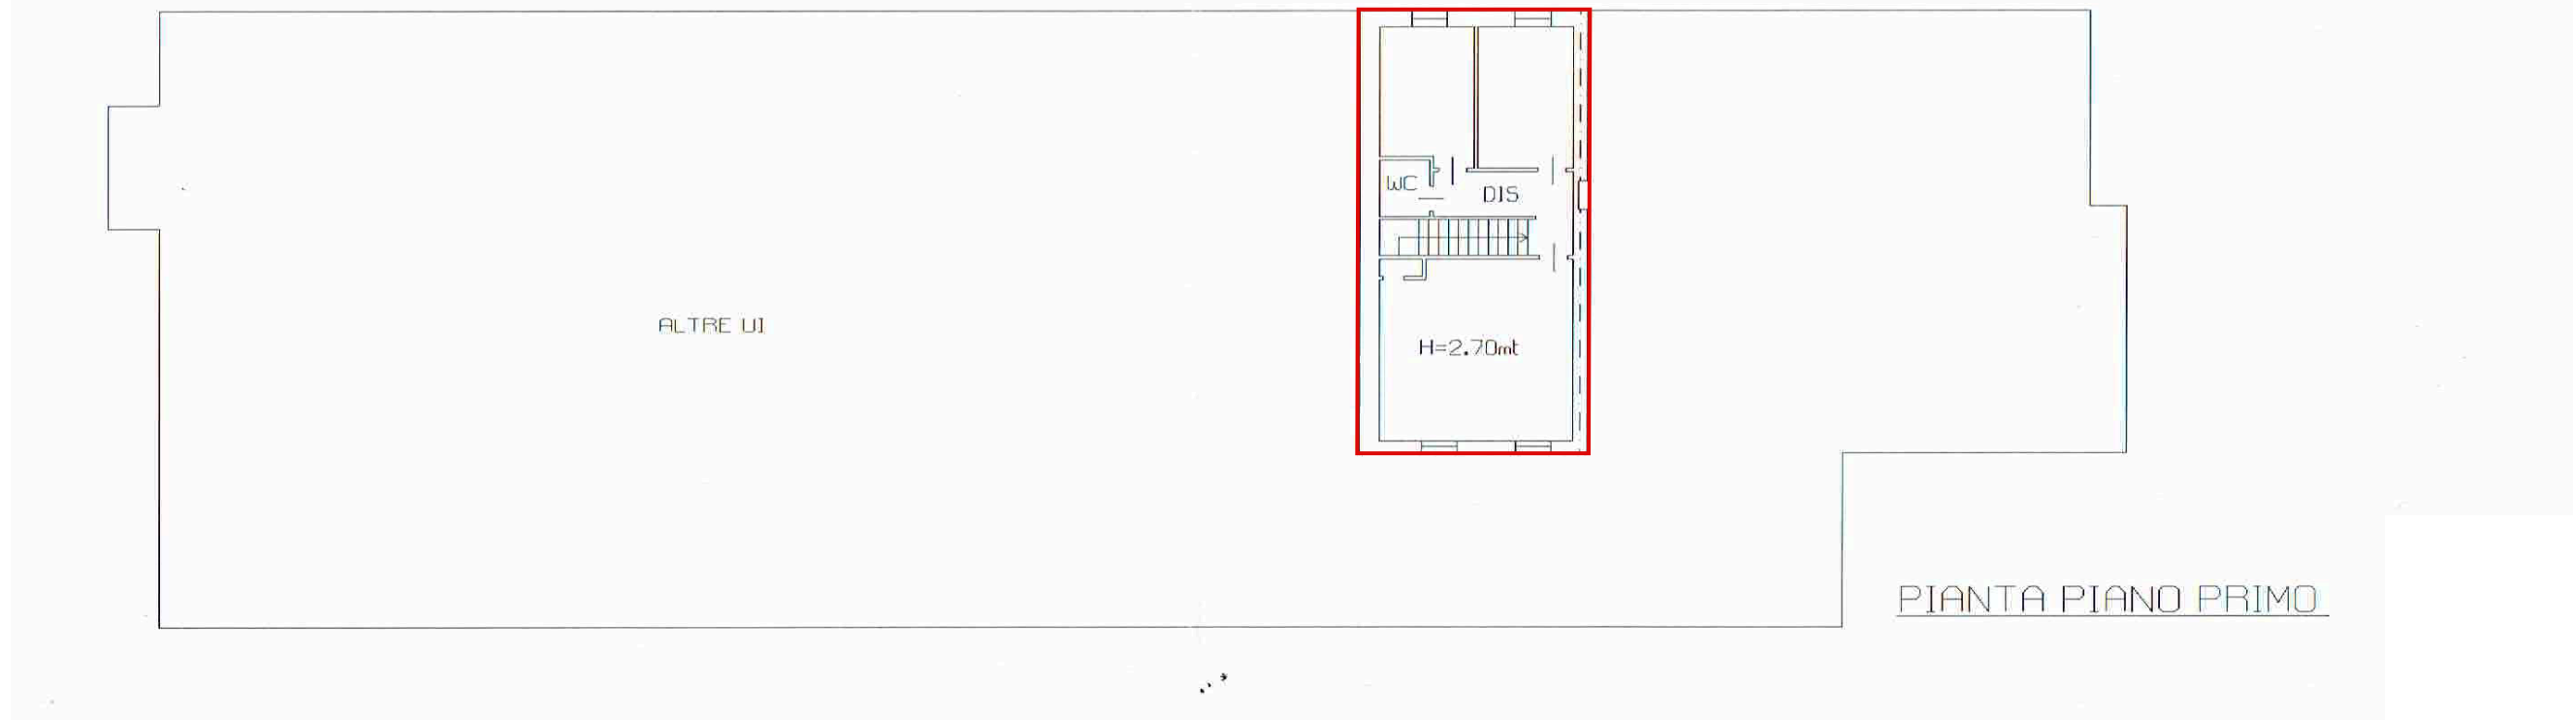 WC
DIS
ALTRE UI
H=2.70mt
PIANTA PIANO PRIMO